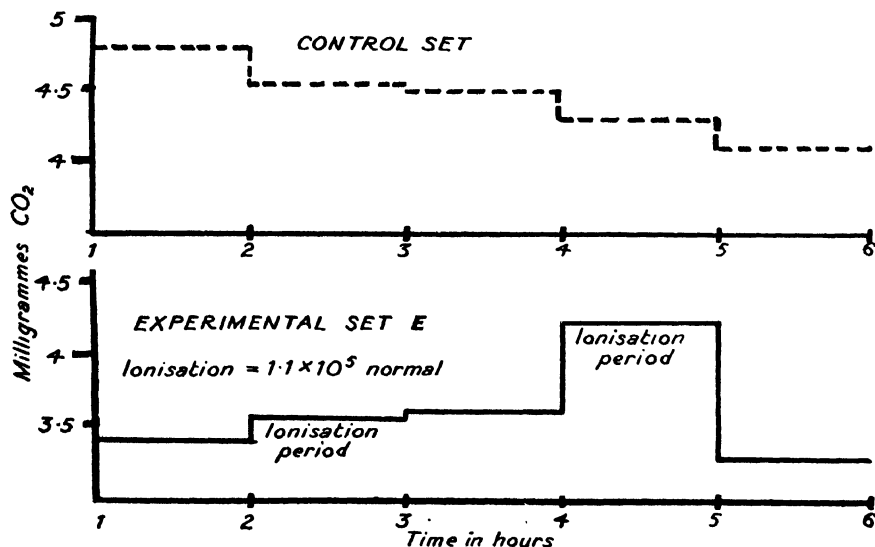 5
CONTROL SET
4·5
4
1 2 3 4 5 6
Milligrammes CO₂
4·5
EXPERIMENTAL SET E
Ionisation period
4
Ionisation = 1·1 × 10⁵ normal
3·5
Ionisation period
1 2 3 4 5 6
Time in hours